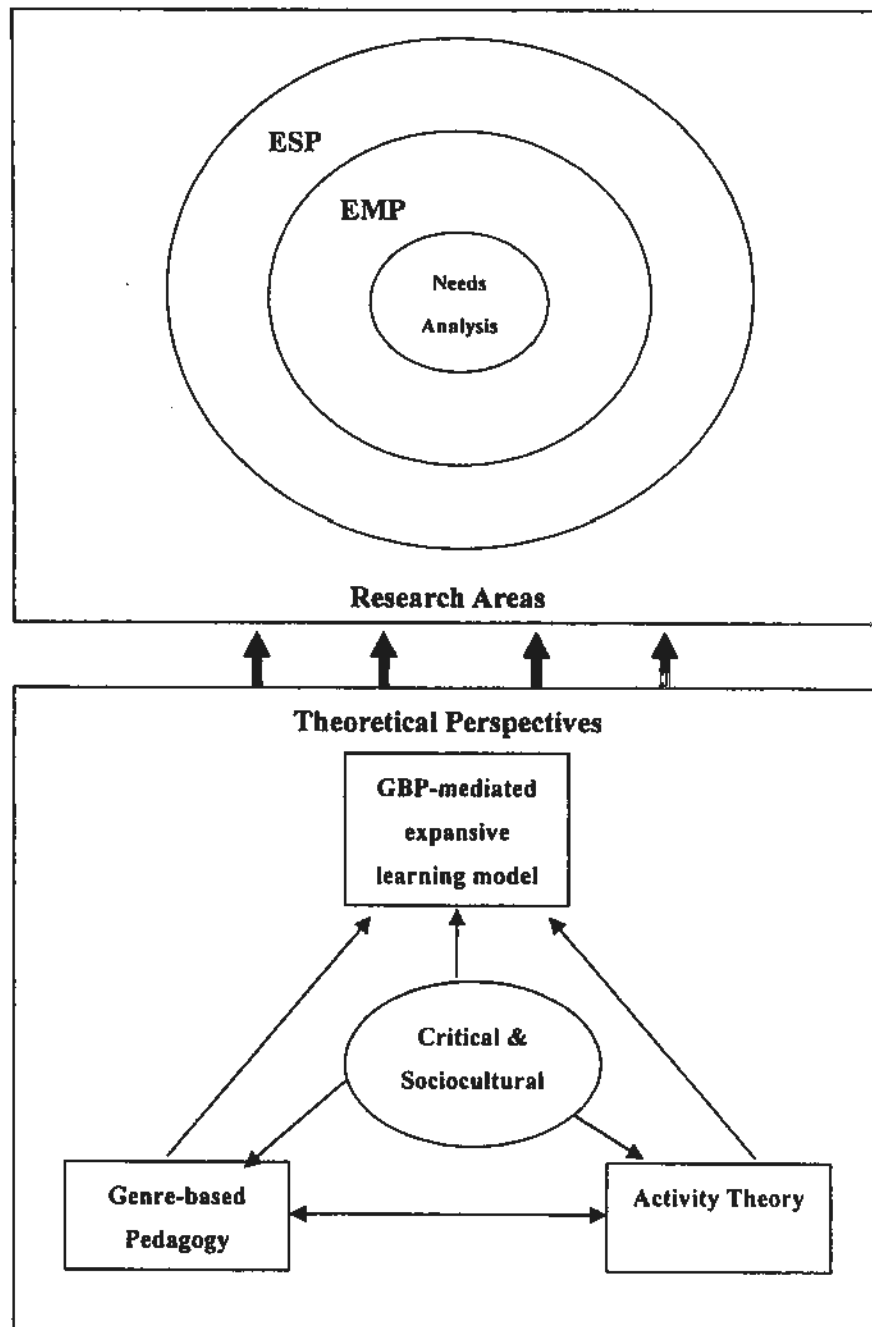 ESP
EMP
Needs
Analysis
Research Areas
Theoretical Perspectives
GBP-mediated
expansive
learning model
Critical &
Sociocultural
Genre-based
Pedagogy
Activity Theory